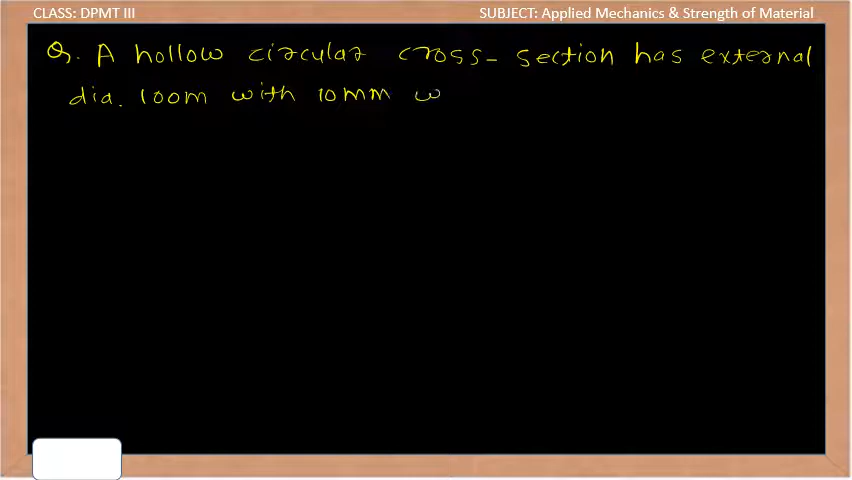 CLASS: DPMT III
SUBJECT: Applied Mechanics & Strength of Material
Q. A hollow circular cross-section has external
dia. 100m with 10mm w